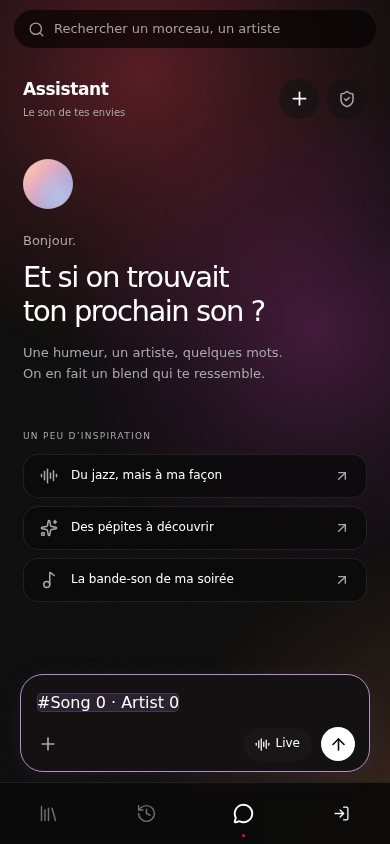 Rechercher un morceau, un artiste
Assistant
Le son de tes envies
Bonjour.
Et si on trouvait
ton prochain son ?
Une humeur, un artiste, quelques mots.
On en fait un blend qui te ressemble.
UN PEU D’INSPIRATION
Du jazz, mais à ma façon
Des pépites à découvrir
La bande-son de ma soirée
#Song 0 · Artist 0
Live